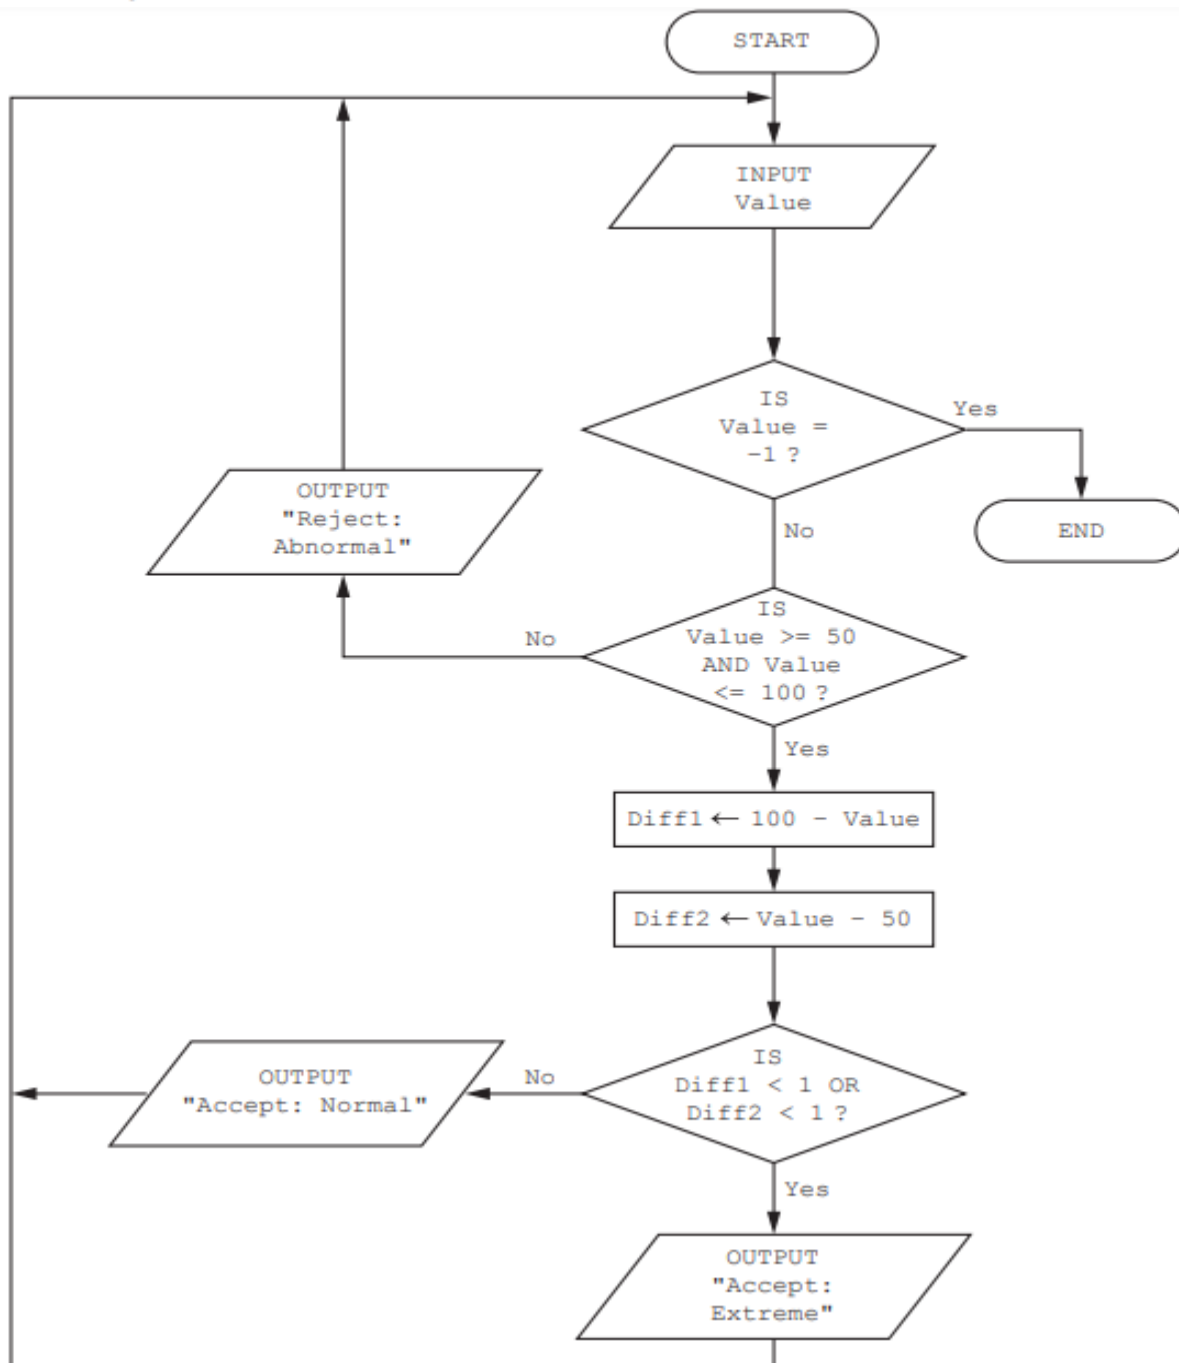 START
INPUT
Value
IS
Value =
-1 ?
Yes
END
No
OUTPUT
"Reject:
Abnormal"
IS
Value >= 50
AND Value
<= 100 ?
No
Yes
Diff1 ← 100 - Value
Diff2 ← Value - 50
IS
Diff1 < 1 OR
Diff2 < 1 ?
No
OUTPUT
"Accept: Normal"
Yes
OUTPUT
"Accept:
Extreme"